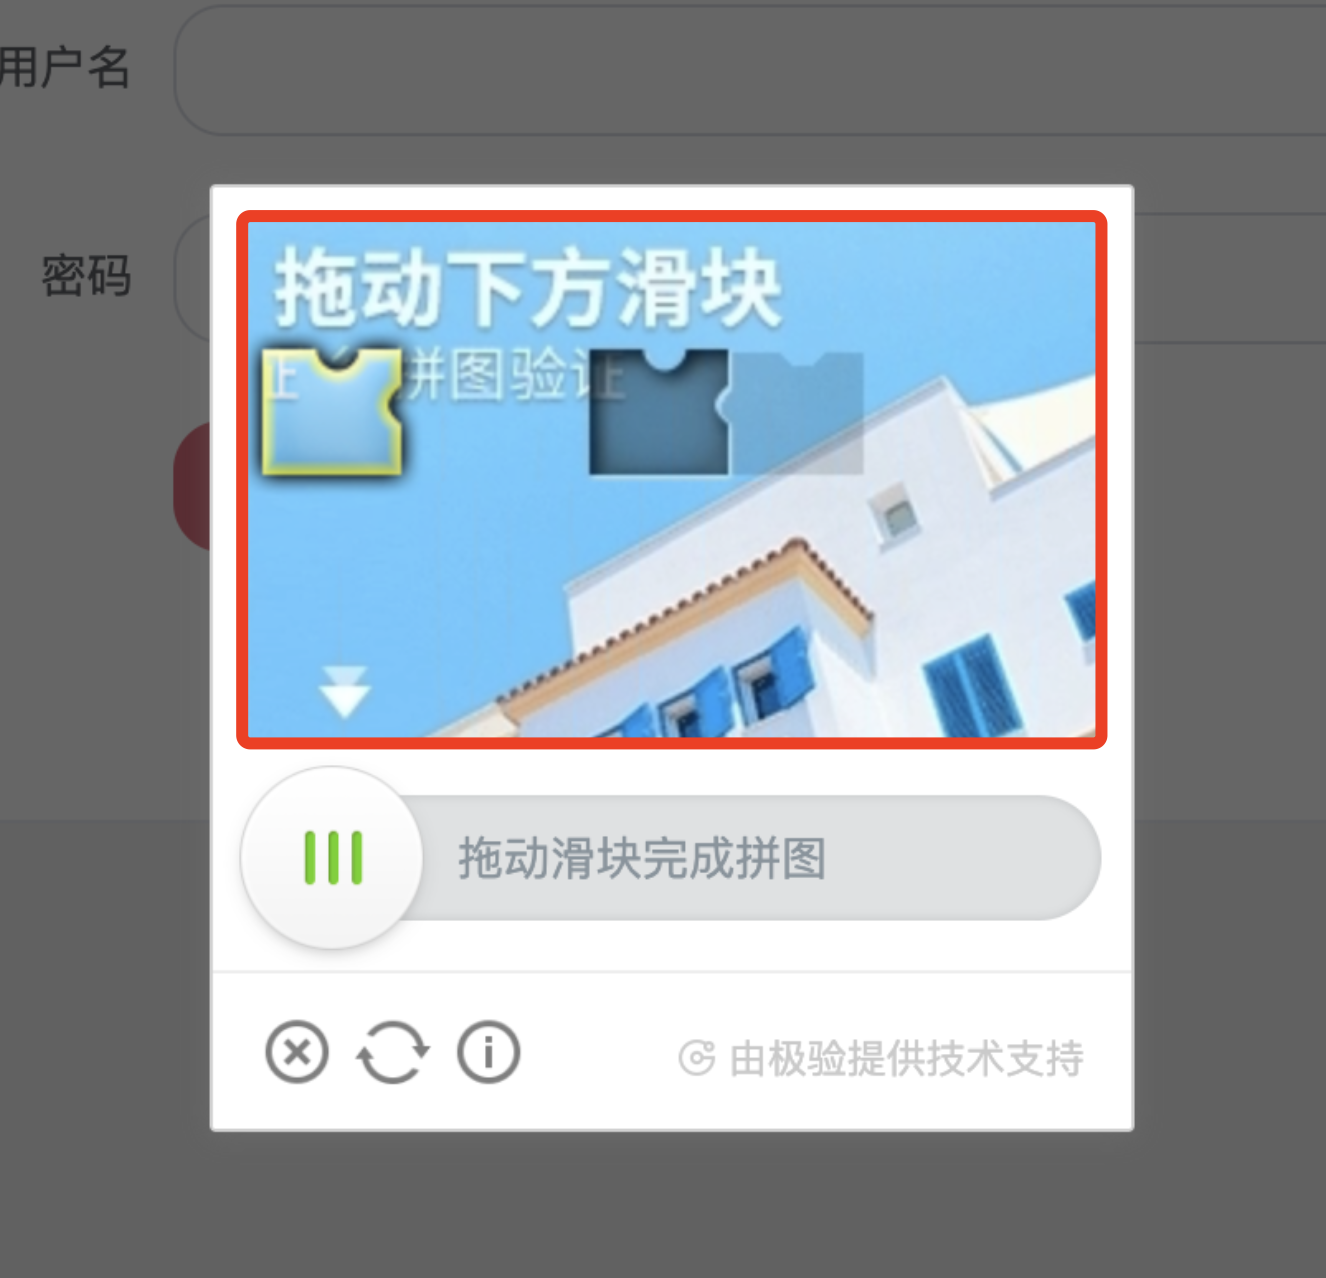 用户名
密码
拖动下方滑块
上 拼图验证
拖动滑块完成拼图
由极验提供技术支持